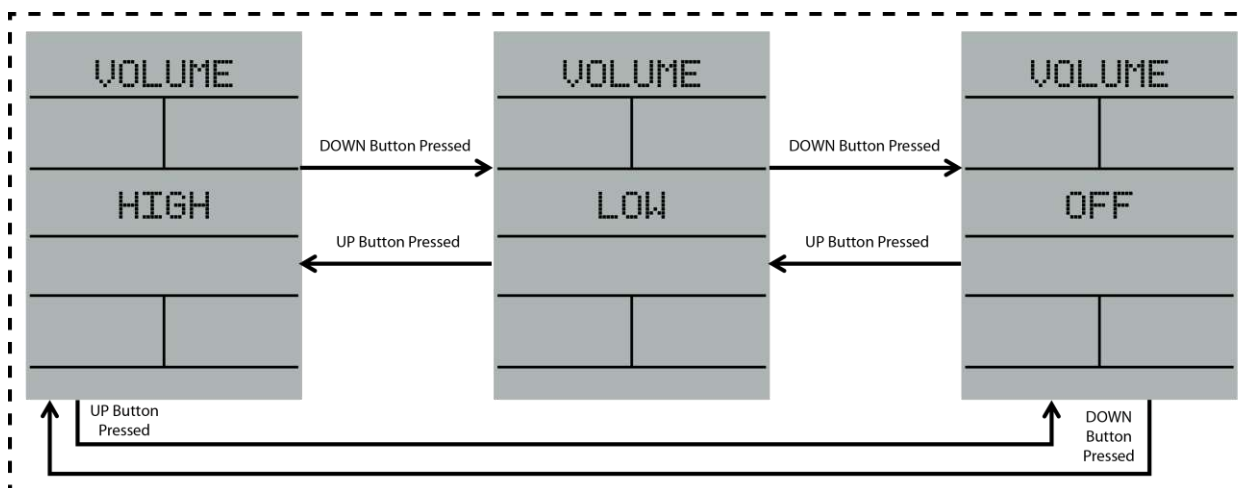 VOLUME
VOLUME
VOLUME
DOWN Button Pressed
DOWN Button Pressed
HIGH
LOW
OFF
UP Button Pressed
UP Button Pressed
UP Button
Pressed
DOWN
Button
Pressed